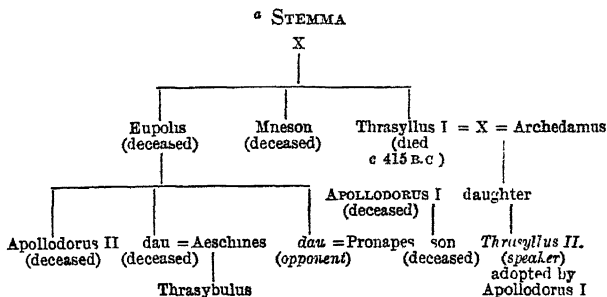 a STEMMA
X
Eupolis Mneson Thrasyllus I = X = Archedamus
(deceased) (deceased) (died
c 415 B.C)
APOLLODORUS I daughter
(deceased)
Apollodorus II dau = Aeschines dau = Pronapes son Thrasyllus II.
(deceased) (deceased) (opponent) (deceased) (speaker)
adopted by
Thrasybulus Apollodorus I